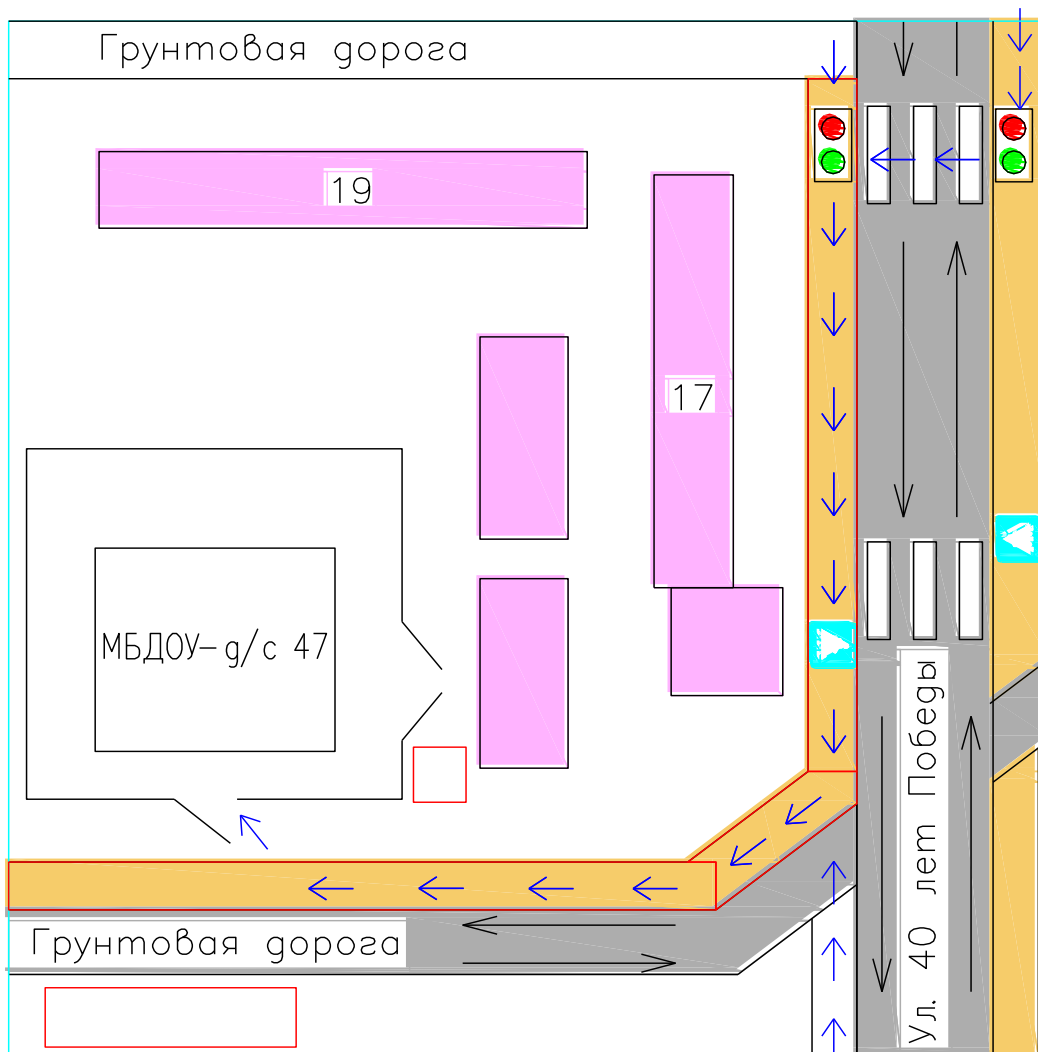 Грунтовая дорога
19
17
МБДОУ- д/с 47
Ул. 40 лет Победы
Грунтовая дорога